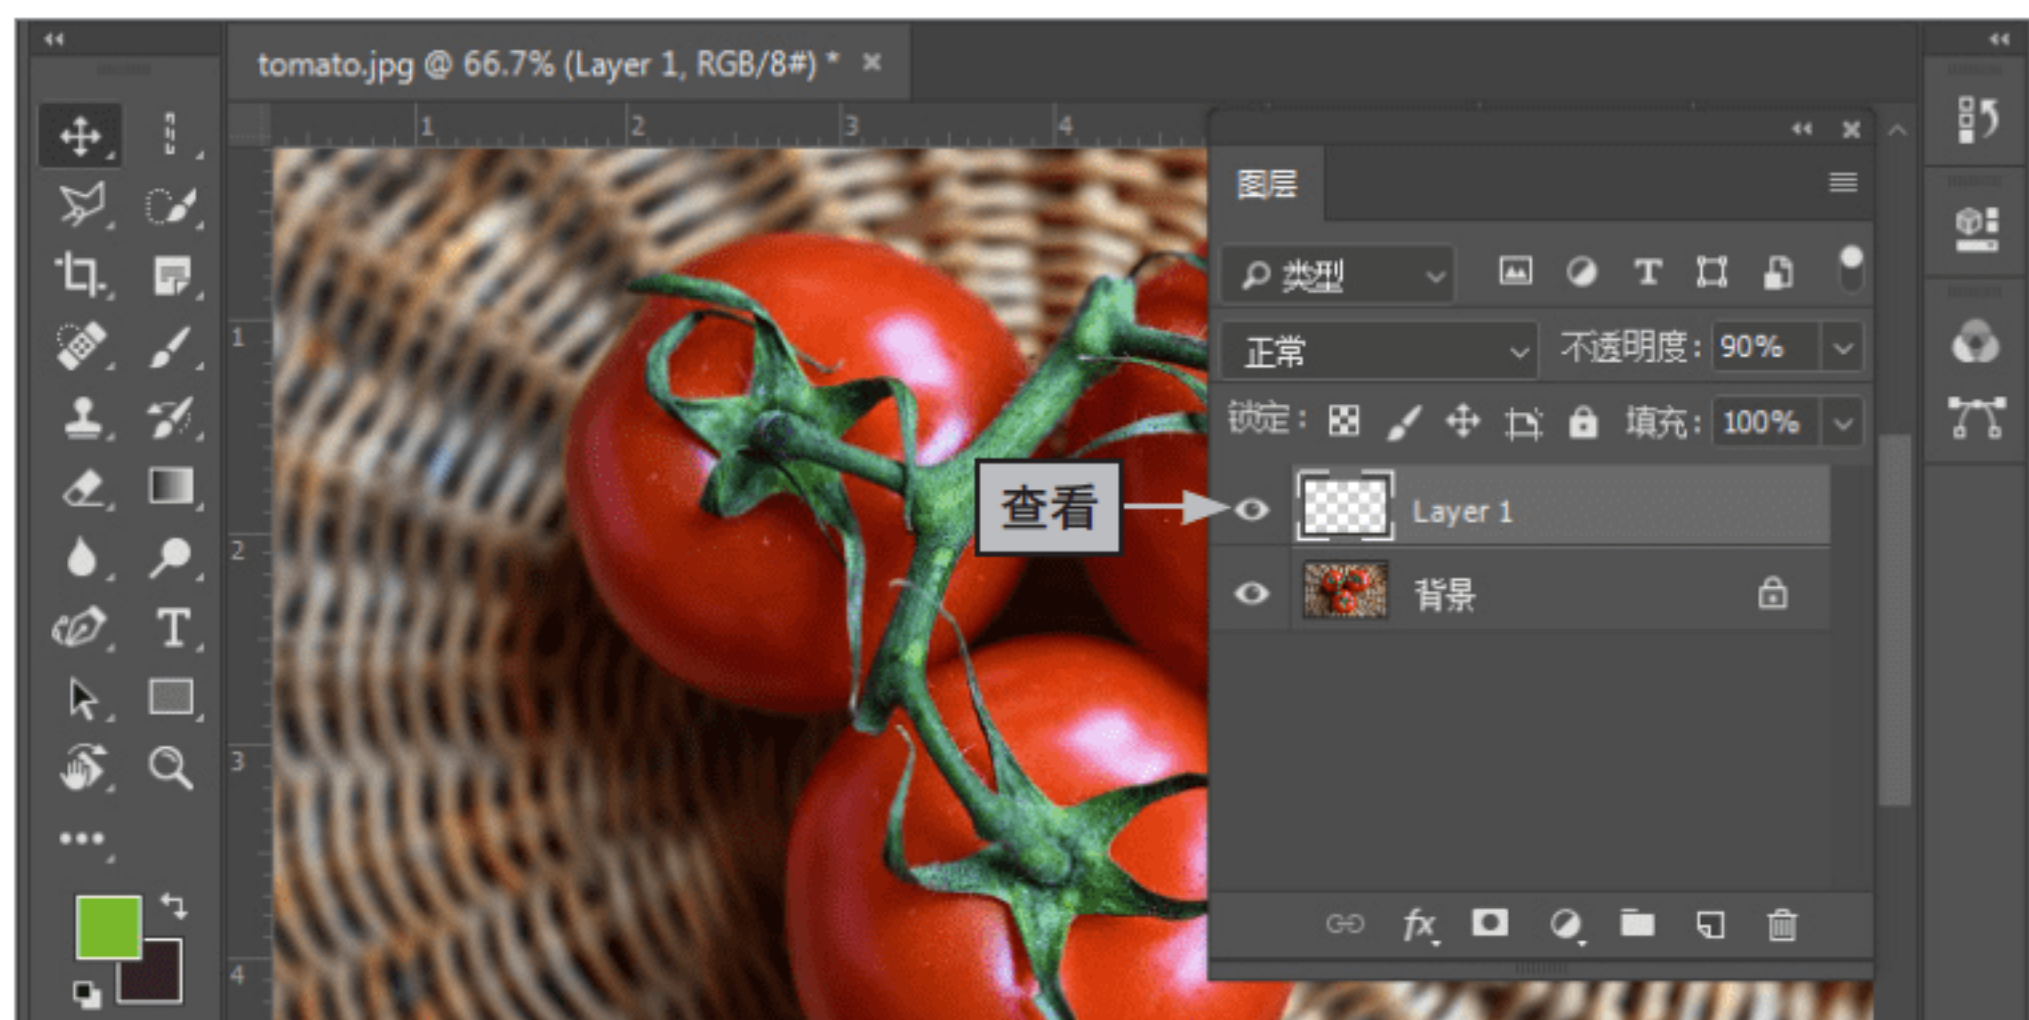 tomato.jpg @ 66.7% (Layer 1, RGB/8#) *
1 2 3 4
1
2
3
4
图层
类型
正常 不透明度: 90%
锁定: 填充: 100%
查看
Layer 1
背景
T
fx